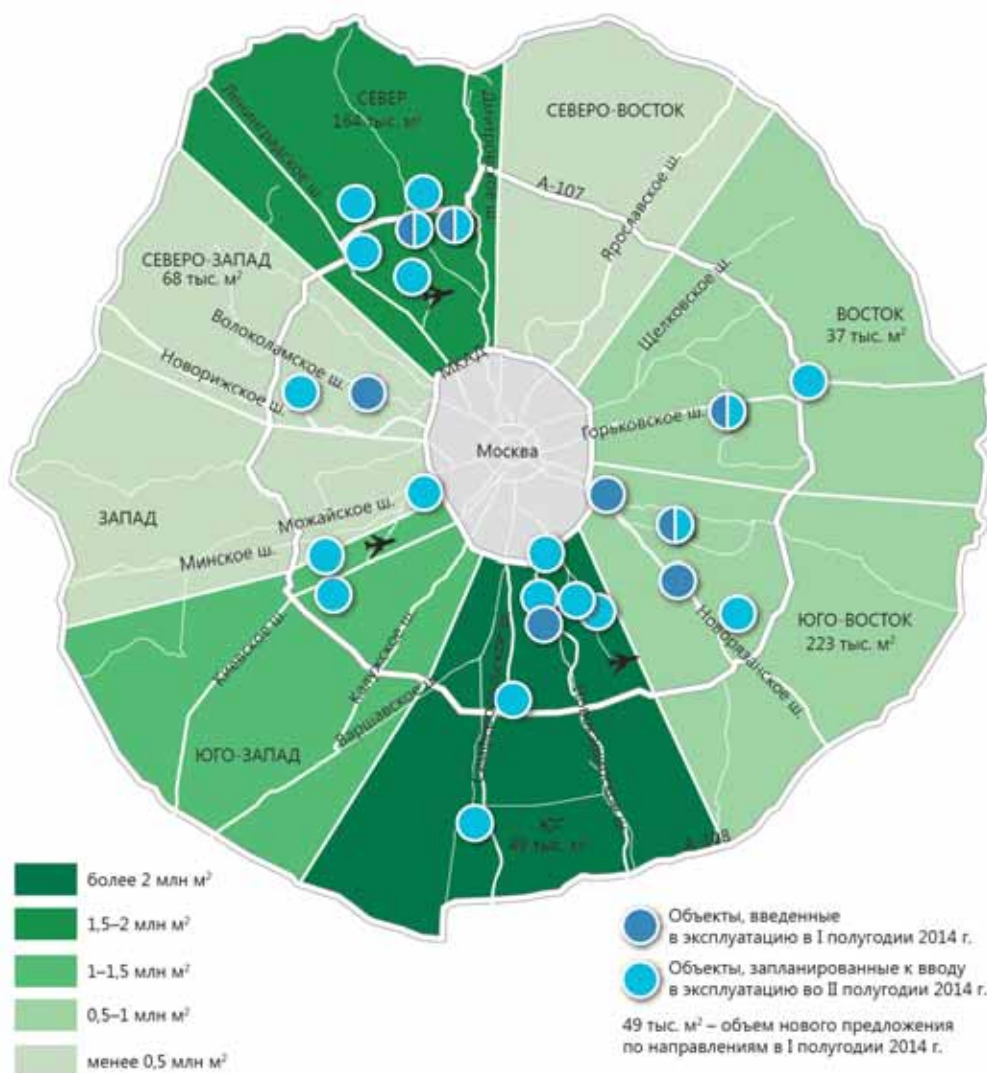 СЕВЕР
164 тыс. м²
Ленинградское ш.
Дмитровское ш.
СЕВЕРО-ВОСТОК
А-107
Ярославское ш.
СЕВЕРО-ЗАПАД
68 тыс. м²
Щелковское ш.
ВОСТОК
37 тыс. м²
Волоколамское ш.
Новорижское ш.
МКАД
Горьковское ш.
Москва
ЗАПАД
Можайское ш.
Минское ш.
ЮГО-ВОСТОК
223 тыс. м²
Новорязанское ш.
Киевское ш.
Калужское ш.
Варшавское ш.
ЮГО-ЗАПАД
ЮГ
49 тыс. м²
А-108
более 2 млн м²
1,5–2 млн м²
1–1,5 млн м²
0,5–1 млн м²
менее 0,5 млн м²
Объекты, введенные
в эксплуатацию в I полугодии 2014 г.
Объекты, запланированные к вводу
в эксплуатацию во II полугодии 2014 г.
49 тыс. м² – объем нового предложения
по направлениям в I полугодии 2014 г.